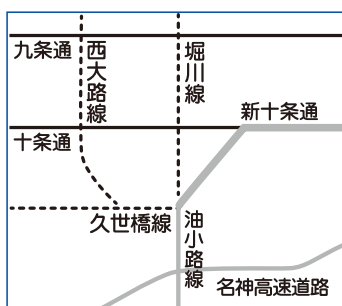 九条通
西大路線
堀川線
新十条通
十条通
久世橋線
油小路線
名神高速道路